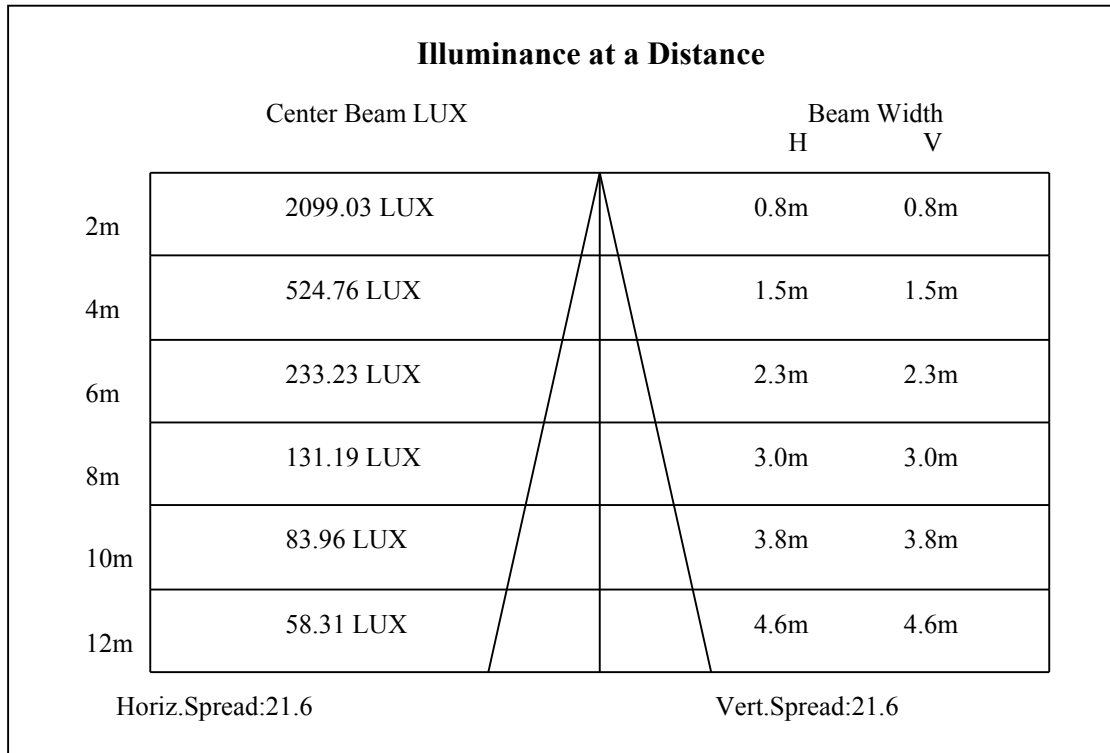 Illuminance at a Distance
Center Beam LUX Beam Width
H V
2m 2099.03 LUX 0.8m 0.8m
4m 524.76 LUX 1.5m 1.5m
6m 233.23 LUX 2.3m 2.3m
8m 131.19 LUX 3.0m 3.0m
10m 83.96 LUX 3.8m 3.8m
12m 58.31 LUX 4.6m 4.6m
Horiz.Spread:21.6 Vert.Spread:21.6